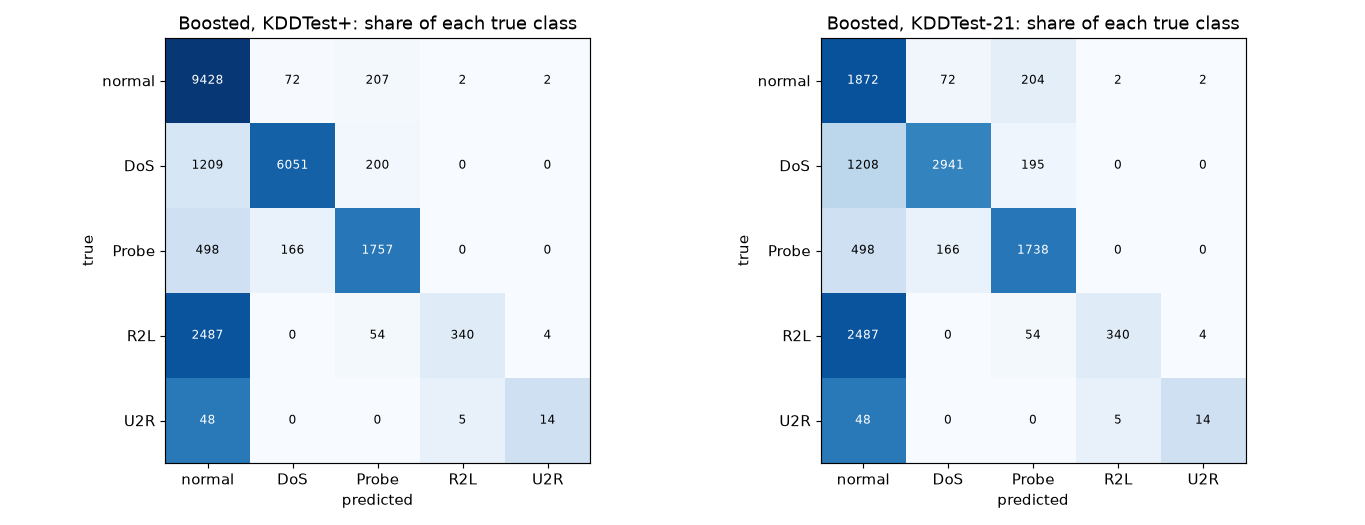 Boosted, KDDTest+: share of each true class
normal 9428 72 207 2 2
DoS 1209 6051 200 0 0
Probe 498 166 1757 0 0
R2L 2487 0 54 340 4
U2R 48 0 0 5 14
normal DoS Probe R2L U2R
predicted
true
Boosted, KDDTest-21: share of each true class
normal 1872 72 204 2 2
DoS 1208 2941 195 0 0
Probe 498 166 1738 0 0
R2L 2487 0 54 340 4
U2R 48 0 0 5 14
normal DoS Probe R2L U2R
predicted
true